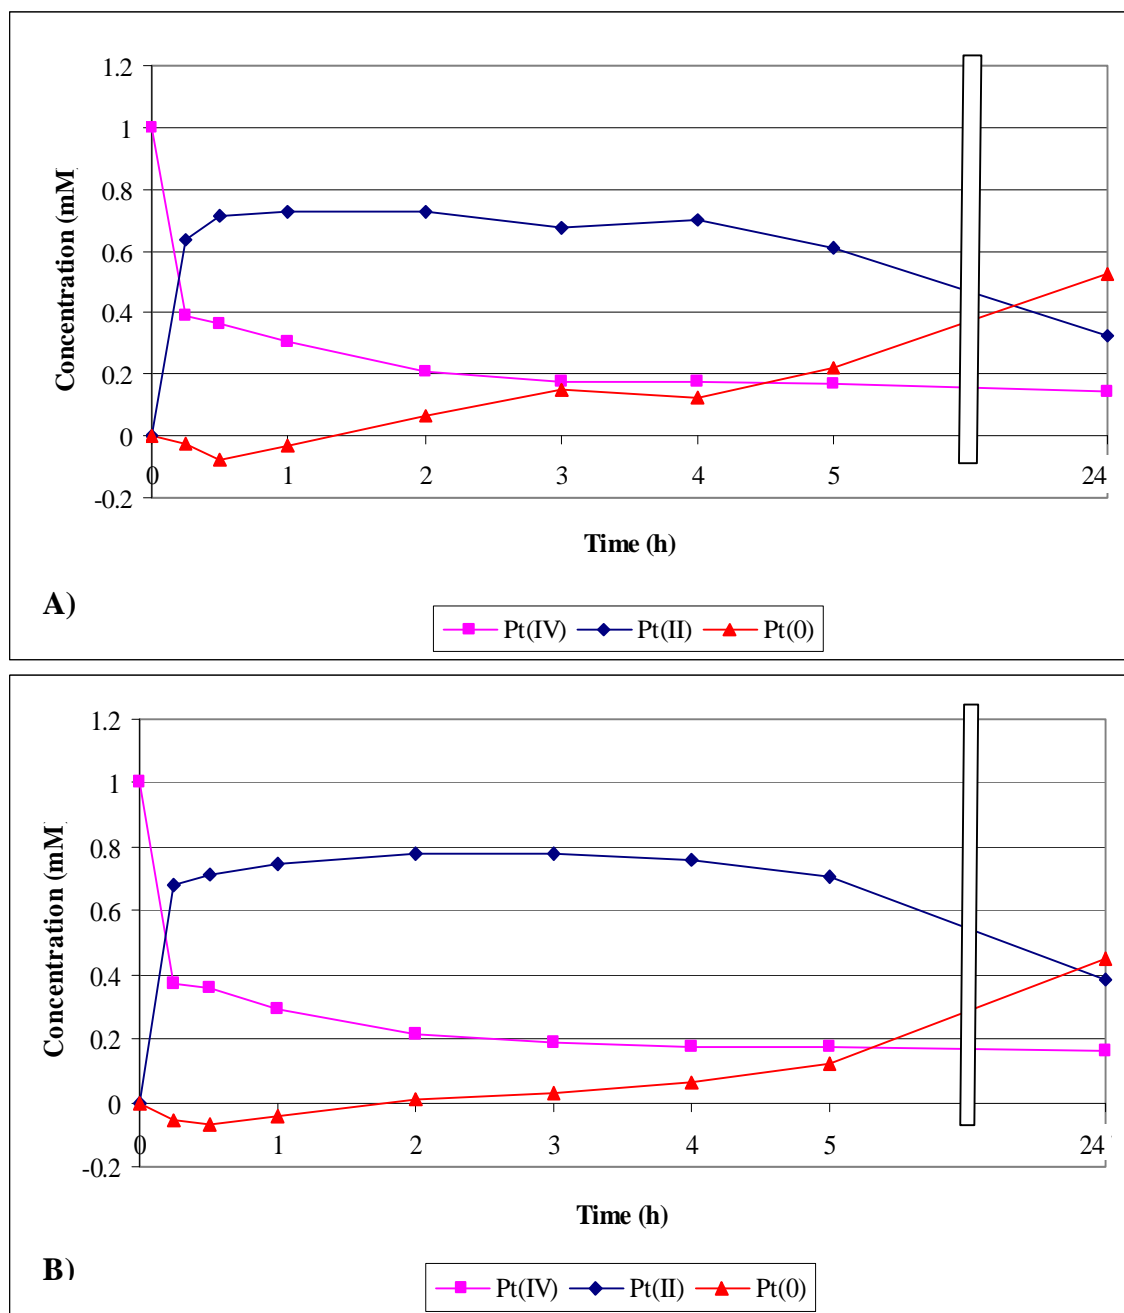 1.2
1
0.8
0.6
0.4
0.2
0
-0.2
Concentration (mM
0 1 2 3 4 5 24
Time (h)
A)
Pt(IV) Pt(II) Pt(0)
1.2
1
0.8
0.6
0.4
0.2
0
-0.2
Concentration (mM
0 1 2 3 4 5 24
Time (h)
B)
Pt(IV) Pt(II) Pt(0)